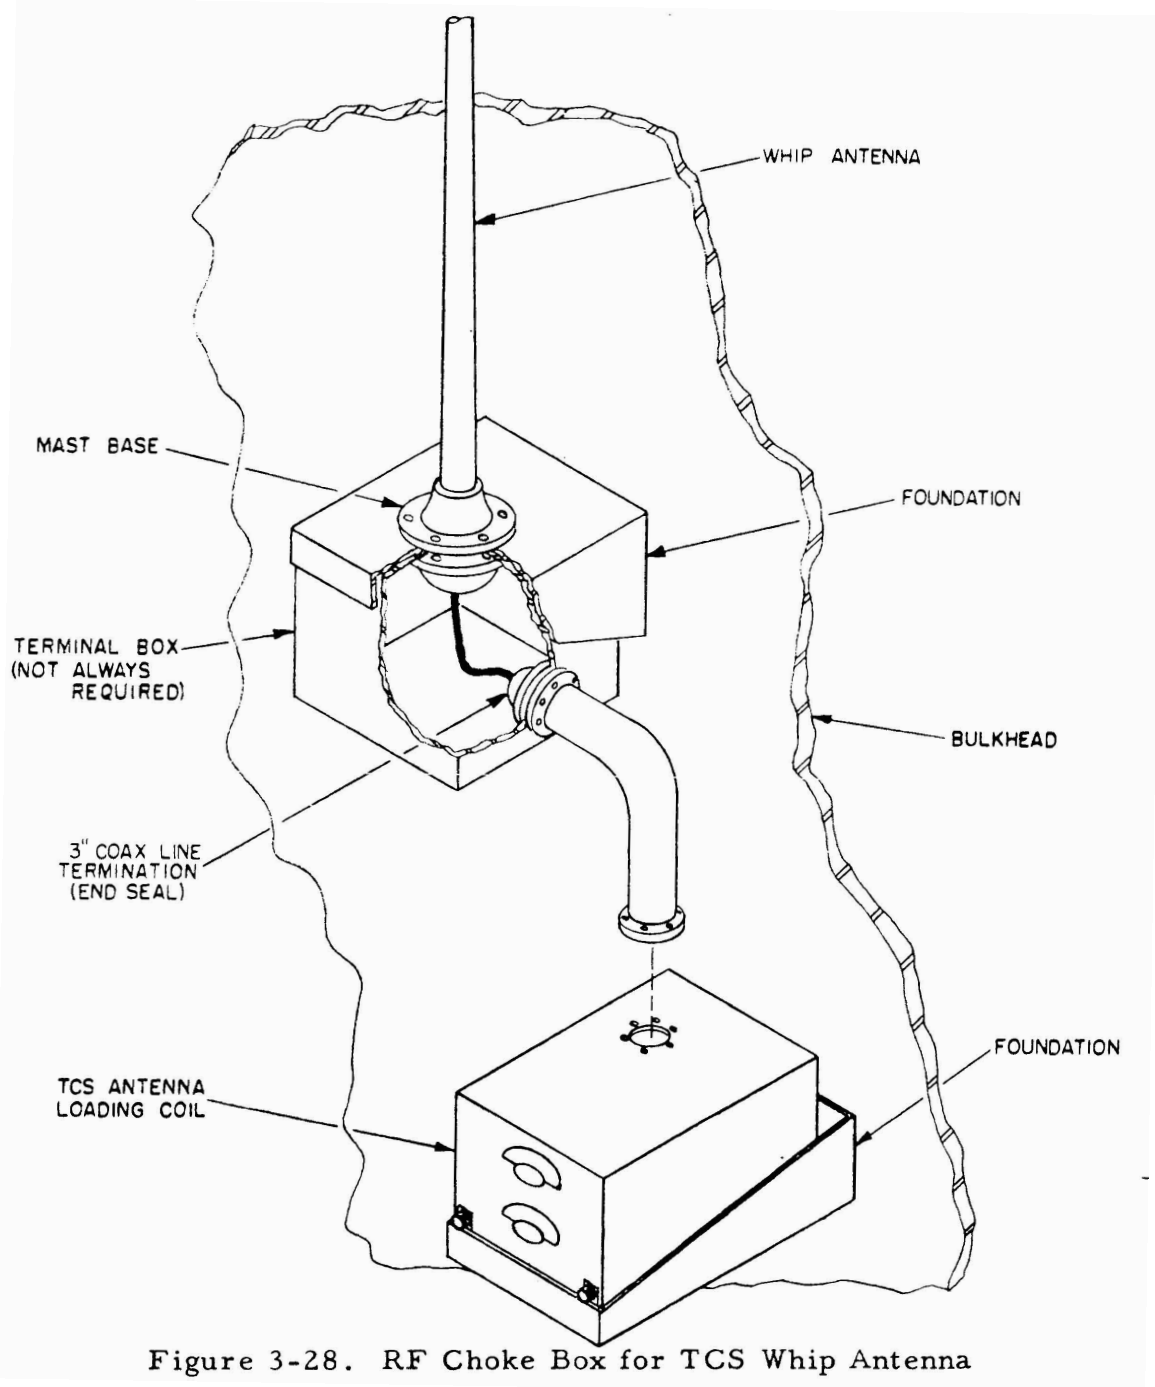 WHIP ANTENNA
MAST BASE
FOUNDATION
TERMINAL BOX
(NOT ALWAYS
REQUIRED)
BULKHEAD
3" COAX LINE
TERMINATION
(END SEAL)
FOUNDATION
TCS ANTENNA
LOADING COIL
Figure 3-28. RF Choke Box for TCS Whip Antenna